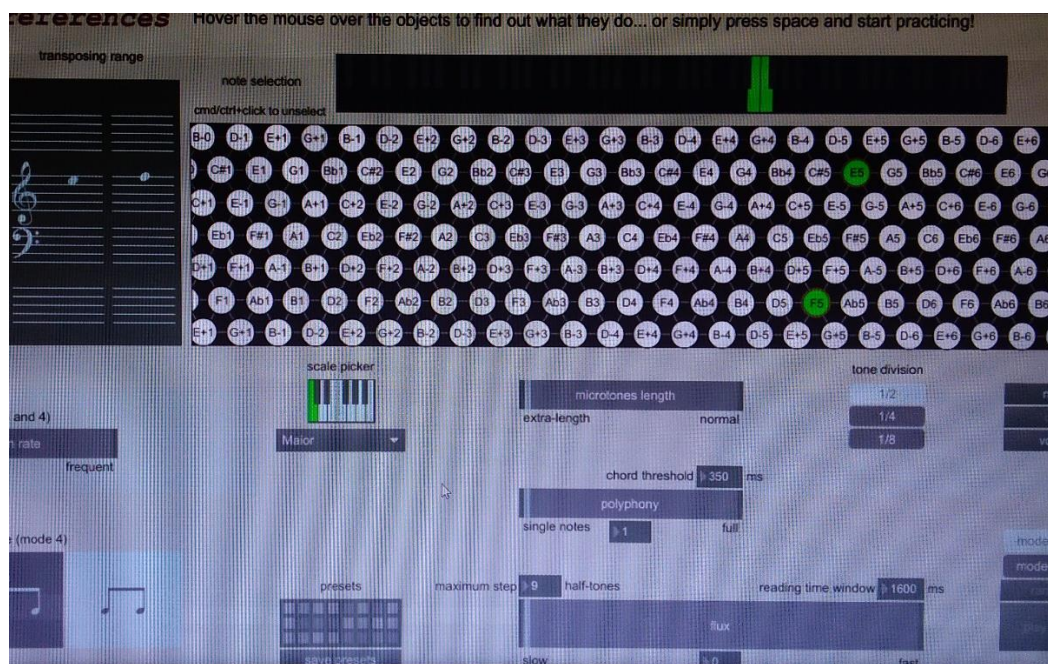 references Hover the mouse over the objects to find out what they do... or simply press space and start practicing!
transposing range
note selection
cmd/ctrl+click to unselect
B-0 D-1 E+1 G+1 B-1 D-2 E+2 G+2 B-2 D-3 E+3 G+3 B-3 D-4 E+4 G+4 B-4 D-5 E+5 G+5 B-5 D-6 E+6
C#1 E1 G1 Bb1 C#2 E2 G2 Bb2 C#3 E3 G3 Bb3 C#4 E4 G4 Bb4 C#5 E5 G5 Bb5 C#6 E6
C+1 E-1 G-1 A+1 C+2 E-2 G-2 A+2 C+3 E-3 G-3 A+3 C+4 E-4 G-4 A+4 C+5 E-5 G-5 A+5 C+6 E-6 G-6
Eb1 F#1 A1 C2 Eb2 F#2 A2 C3 Eb3 F#3 A3 C4 Eb4 F#4 A4 C5 Eb5 F#5 A5 C6 Eb6 F#6 A6
D+1 F+1 A-1 B+1 D+2 F+2 A-2 B+2 D+3 F+3 A-3 B+3 D+4 F+4 A-4 B+4 D+5 F+5 A-5 B+5 D+6 F+6 A-6
F1 Ab1 B1 D2 F2 Ab2 B2 D3 F3 Ab3 B3 D4 F4 Ab4 B4 D5 F5 Ab5 B5 D6 F6 Ab6 B6
E+1 G+1 B-1 D-2 E+2 G+2 B-2 D-3 E+3 G+3 B-3 D-4 E+4 G+4 B-4 D-5 E+5 G+5 B-5 D-6 E+6 G+6 B-6
scale picker
tone division
microtones length
1/2
and 4)
extra-length normal
1/4
rate
Major
1/8
frequent
chord threshold 350 ms
polyphony
single notes 1 full
(mode 4)
mode
mode
presets
maximum step 9 half-tones
reading time window 1600 ms
flux
save presets
slow 0 fast